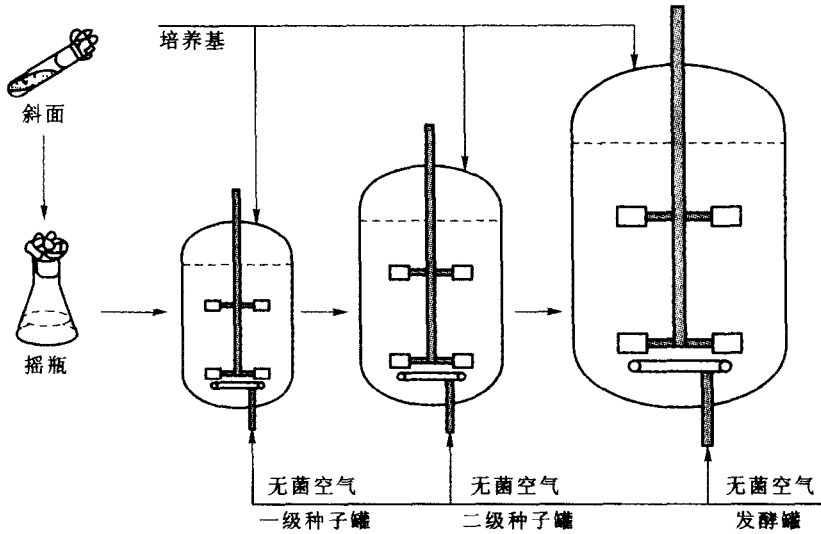 培养基
斜面
摇瓶
无菌空气
无菌空气
无菌空气
一级种子罐
二级种子罐
发酵罐